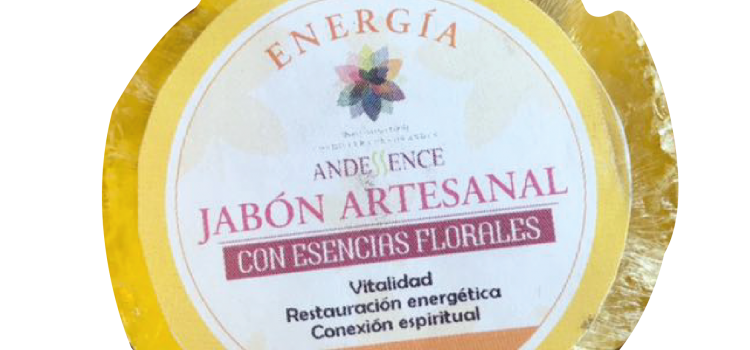 ENERGÍA
ANDESSENCE
JABÓN ARTESANAL
CON ESENCIAS FLORALES
Vitalidad
Restauración energética
Conexión espiritual